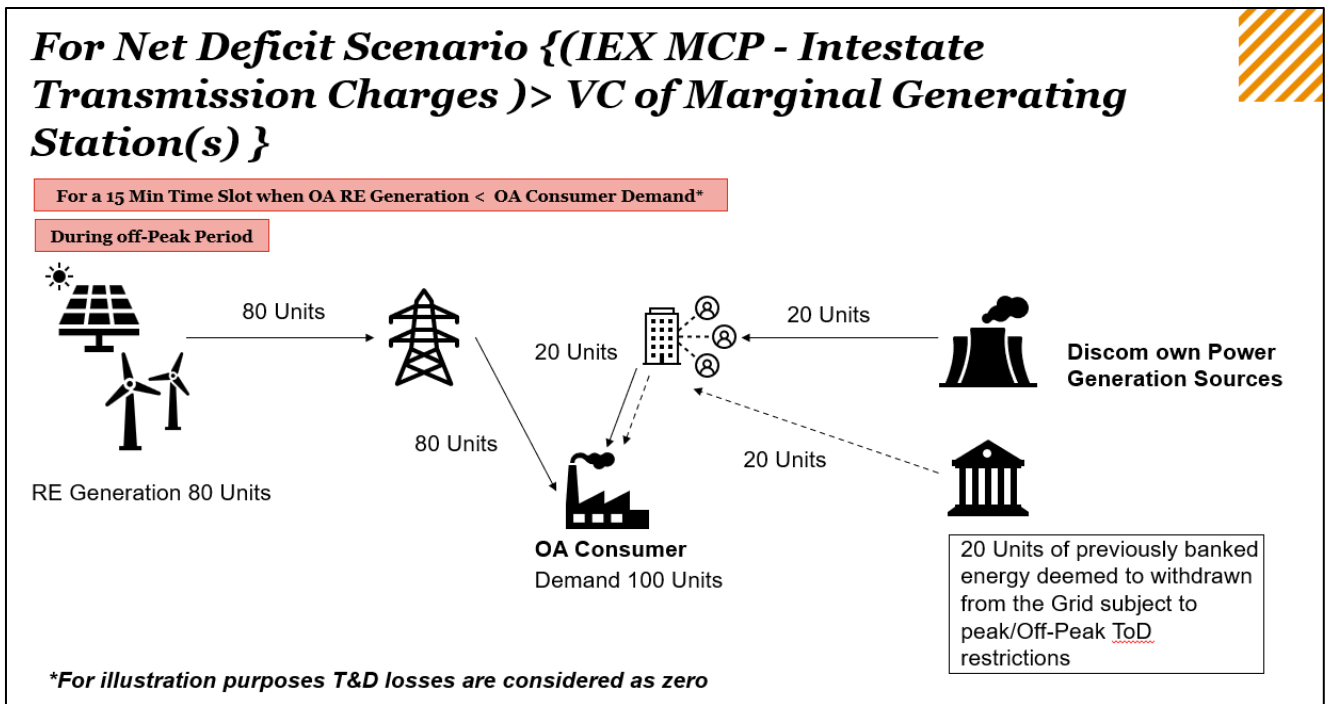 For Net Deficit Scenario {(IEX MCP - Intestate
Transmission Charges )> VC of Marginal Generating
Station(s) }
For a 15 Min Time Slot when OA RE Generation < OA Consumer Demand*
During off-Peak Period
80 Units
20 Units
20 Units
Discom own Power
Generation Sources
80 Units
20 Units
RE Generation 80 Units
OA Consumer
Demand 100 Units
20 Units of previously banked
energy deemed to withdrawn
from the Grid subject to
peak/Off-Peak ToD
restrictions
*For illustration purposes T&D losses are considered as zero